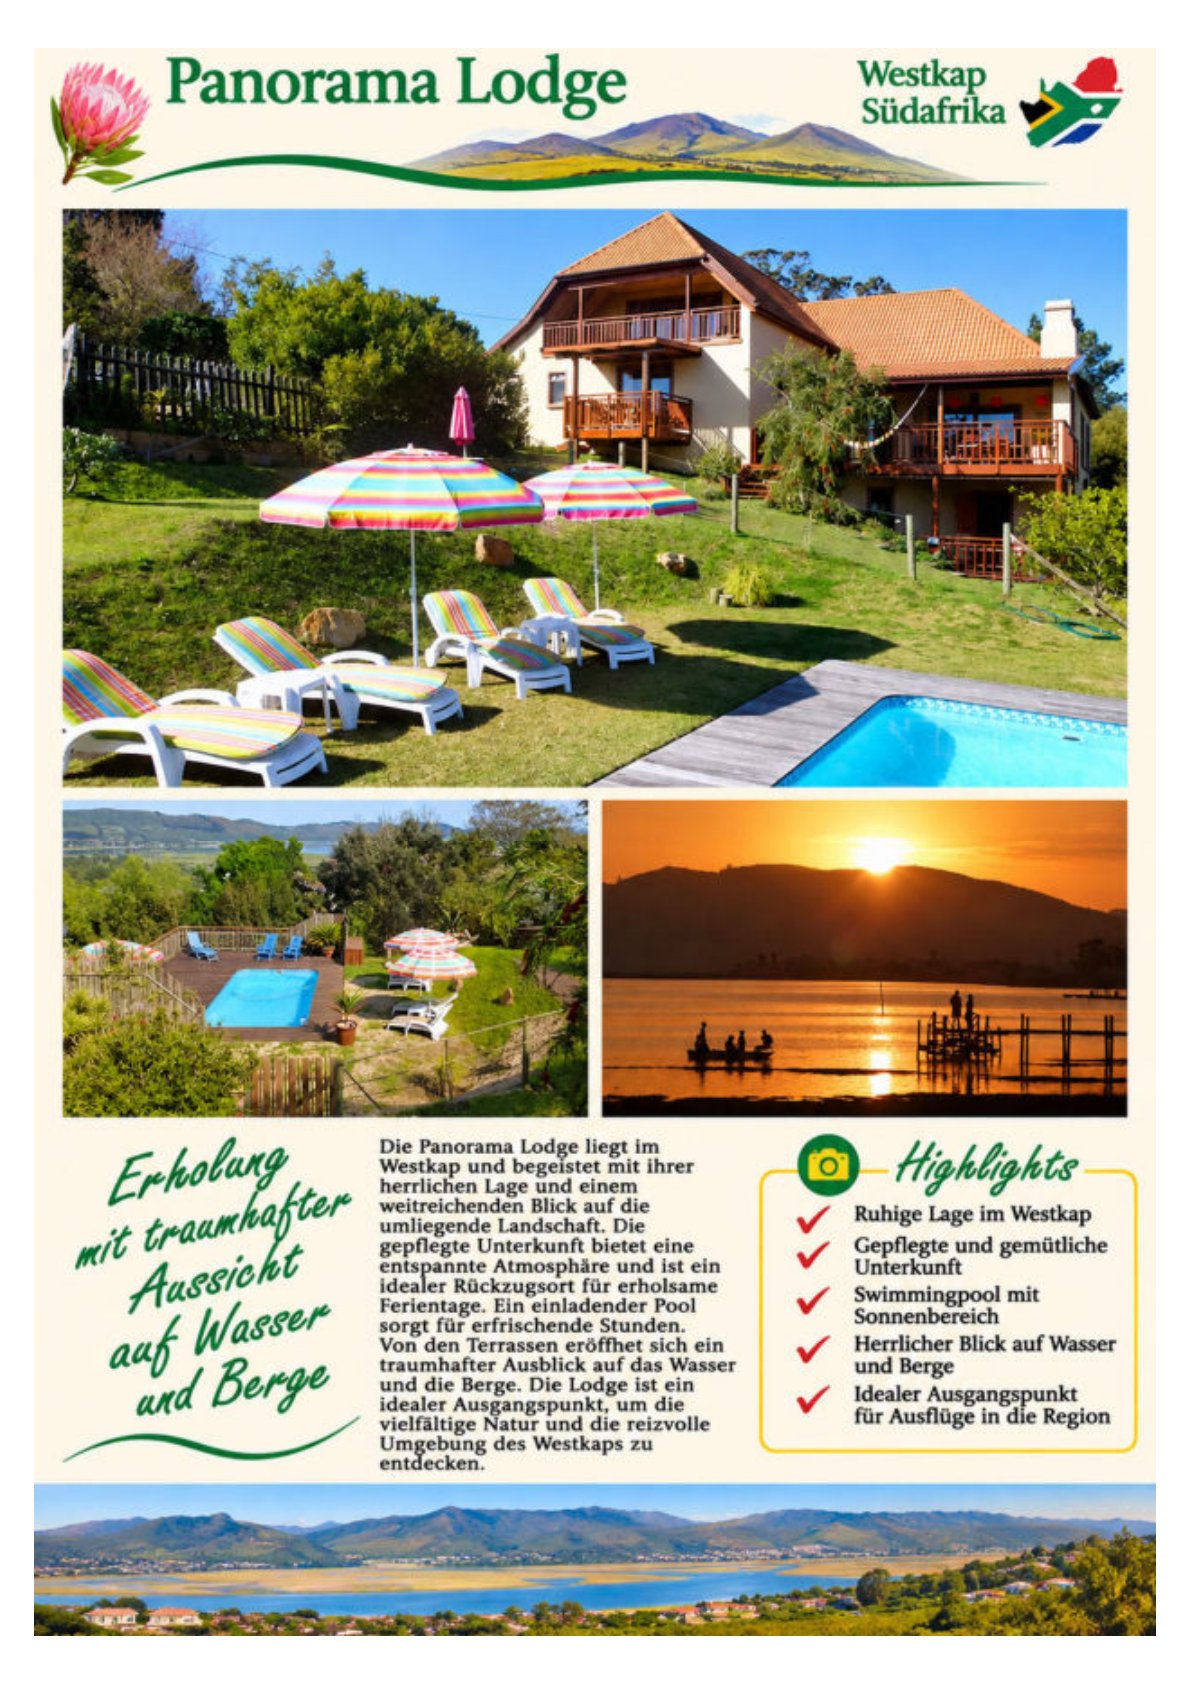 Panorama Lodge
Westkap
Südafrika
Erholung
mit traumhafter
Aussicht
auf Wasser
und Berge
Die Panorama Lodge liegt im
Westkap und begeistet mit ihrer
herrlichen Lage und einem
weitreichenden Blick auf die
umliegende Landschaft. Die
gepflegte Unterkunft bietet eine
entspannte Atmosphäre und ist ein
idealer Rückzugsort für erholsame
Ferientage. Ein einladender Pool
sorgt für erfrischende Stunden.
Von den Terrassen eröffnet sich ein
traumhafter Ausblick auf das Wasser
und die Berge. Die Lodge ist ein
idealer Ausgangspunkt, um die
vielfältige Natur und die reizvolle
Umgebung des Westkaps zu
entdecken.
Highlights
Ruhige Lage im Westkap
Gepflegte und gemütliche
Unterkunft
Swimmingpool mit
Sonnenbereich
Herrlicher Blick auf Wasser
und Berge
Idealer Ausgangspunkt
für Ausflüge in die Region